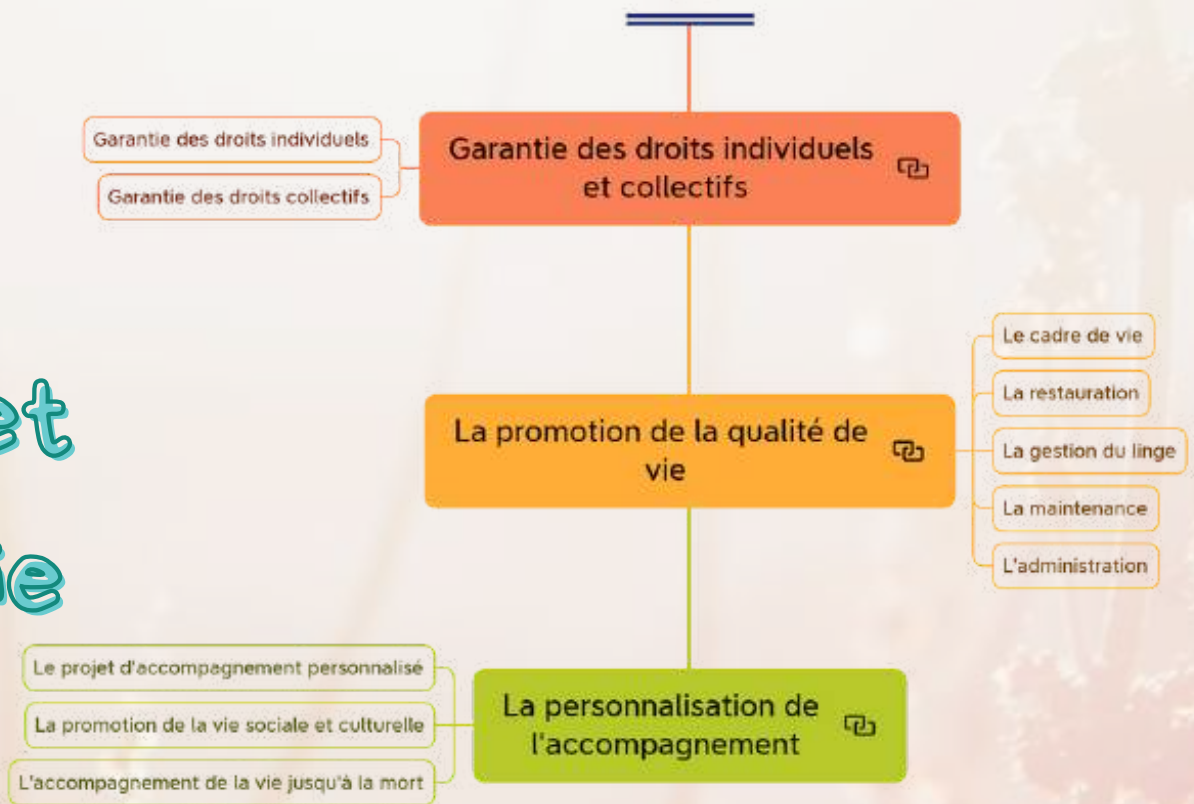 Garantie des droits individuels
Garantie des droits collectifs
Garantie des droits individuels
et collectifs
La promotion de la qualité de
vie
Le cadre de vie
La restauration
La gestion du linge
La maintenance
L'administration
et
ie
Le projet d'accompagnement personnalisé
La promotion de la vie sociale et culturelle
L'accompagnement de la vie jusqu'à la mort
La personnalisation de
l'accompagnement